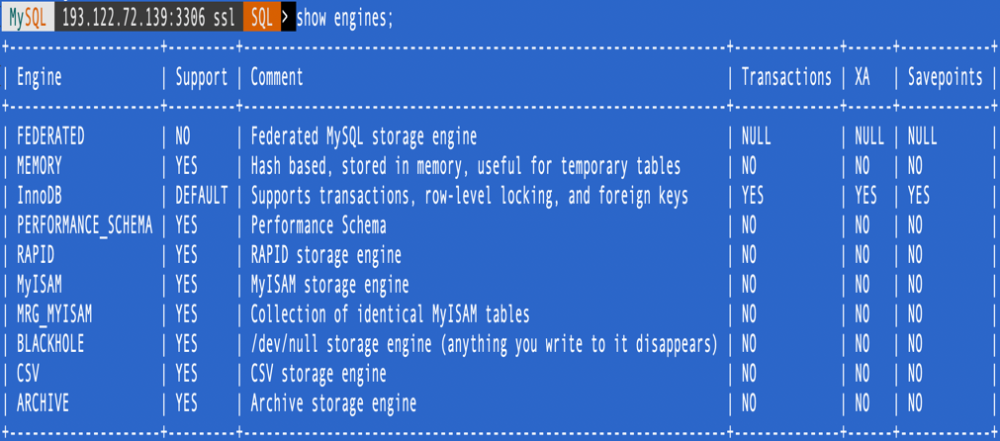 MySQL 193.122.72.139:3306 ssl SQL > show engines;
+--------------------+---------+----------------------------------------------------------------+--------------+------+------------+
| Engine             | Support | Comment                                                        | Transactions | XA   | Savepoints |
+--------------------+---------+----------------------------------------------------------------+--------------+------+------------+
| FEDERATED          | NO      | Federated MySQL storage engine                                 | NULL         | NULL | NULL       |
| MEMORY             | YES     | Hash based, stored in memory, useful for temporary tables      | NO           | NO   | NO         |
| InnoDB             | DEFAULT | Supports transactions, row-level locking, and foreign keys     | YES          | YES  | YES        |
| PERFORMANCE_SCHEMA | YES     | Performance Schema                                             | NO           | NO   | NO         |
| RAPID              | YES     | RAPID storage engine                                           | NO           | NO   | NO         |
| MyISAM             | YES     | MyISAM storage engine                                          | NO           | NO   | NO         |
| MRG_MYISAM         | YES     | Collection of identical MyISAM tables                          | NO           | NO   | NO         |
| BLACKHOLE          | YES     | /dev/null storage engine (anything you write to it disappears) | NO           | NO   | NO         |
| CSV                | YES     | CSV storage engine                                             | NO           | NO   | NO         |
| ARCHIVE            | YES     | Archive storage engine                                         | NO           | NO   | NO         |
+--------------------+---------+----------------------------------------------------------------+--------------+------+------------+